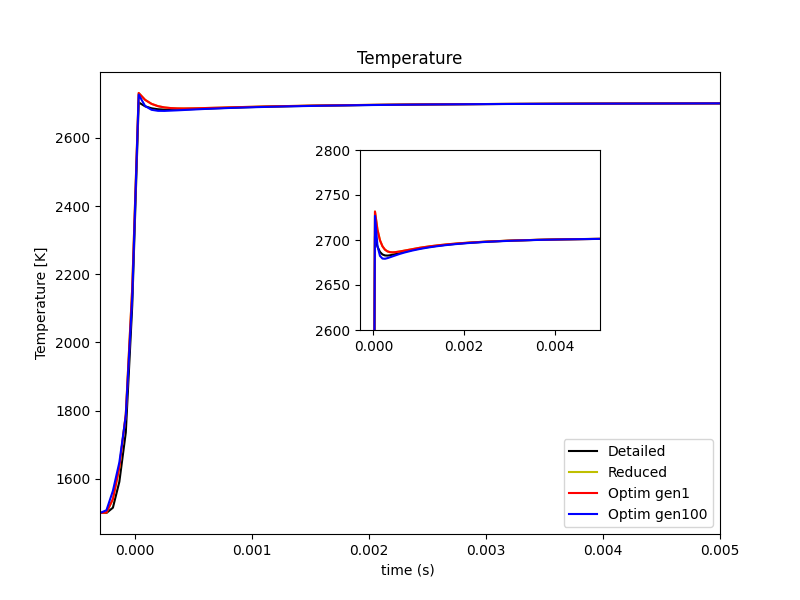 Temperature
Temperature [K]
2600
2400
2200
2000
1800
1600
2800
2750
2700
2650
2600
0.000
0.002
0.004
Detailed
Reduced
Optim gen1
Optim gen100
0.000
0.001
0.002
0.003
0.004
0.005
time (s)